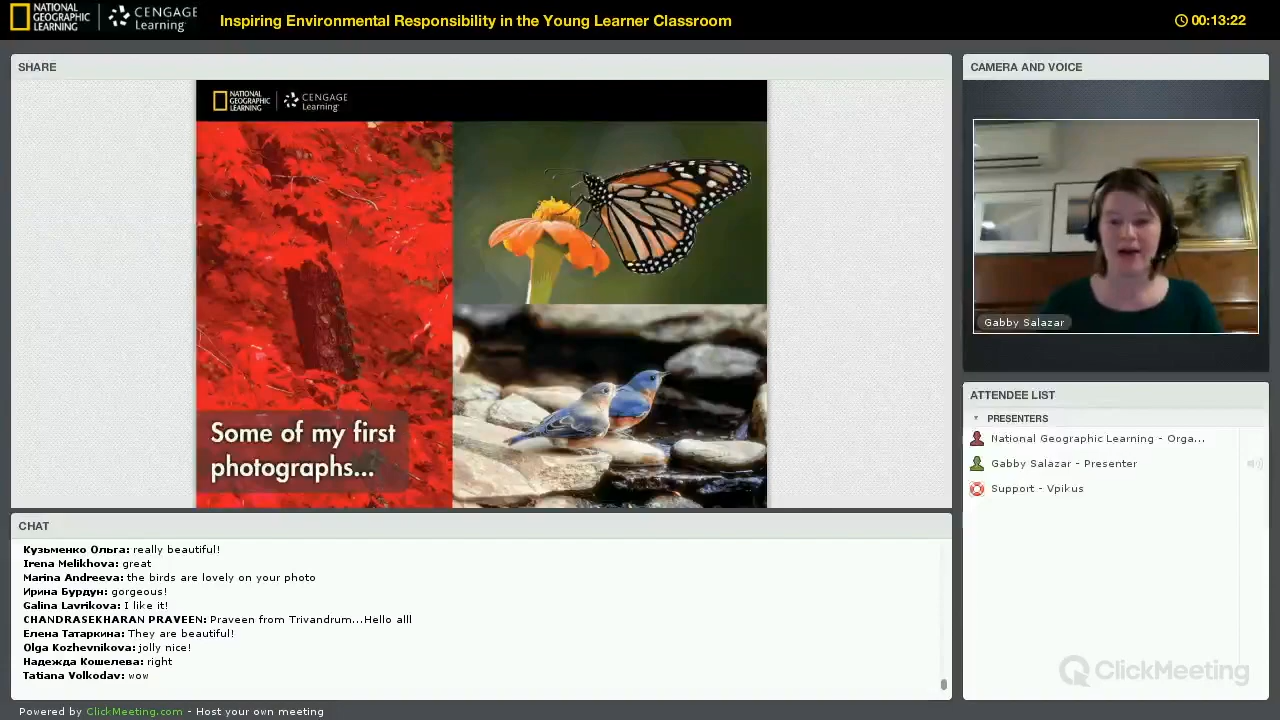 NATIONAL
GEOGRAPHIC
LEARNING
CENGAGE
Learning®
Inspiring Environmental Responsibility in the Young Learner Classroom
00:13:22
SHARE
NATIONAL
GEOGRAPHIC
LEARNING
CENGAGE
Learning®
Some of my first
photographs...
CAMERA AND VOICE
Gabby Salazar
ATTENDEE LIST
PRESENTERS
National Geographic Learning - Orga...
Gabby Salazar - Presenter
Support - Vpikus
CHAT
Кузьменко Ольга: really beautiful!
Irena Melikhova: great
Marina Andreeva: the birds are lovely on your photo
Ирина Бурдун: gorgeous!
Galina Lavrikova: I like it!
CHANDRASEKHARAN PRAVEEN: Praveen from Trivandrum...Hello alll
Елена Татаркина: They are beautiful!
Olga Kozhevnikova: jolly nice!
Надежда Кошелева: right
Tatiana Volkodav: wow
ClickMeeting
Powered by ClickMeeting.com - Host your own meeting